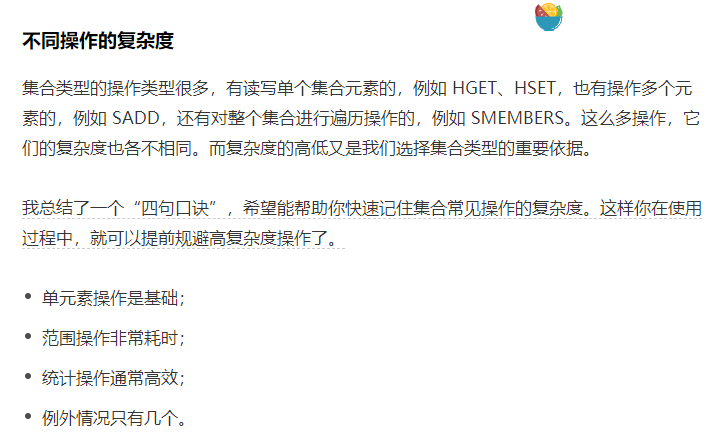 不同操作的复杂度
集合类型的操作类型很多，有读写单个集合元素的，例如 HGET、HSET，也有操作多个元
素的，例如 SADD，还有对整个集合进行遍历操作的，例如 SMEMBERS。这么多操作，它
们的复杂度也各不相同。而复杂度的高低又是我们选择集合类型的重要依据。
我总结了一个“四句口诀”，希望能帮助你快速记住集合常见操作的复杂度。这样你在使用
过程中，就可以提前规避高复杂度操作了。
• 单元素操作是基础；
• 范围操作非常耗时；
• 统计操作通常高效；
• 例外情况只有几个。